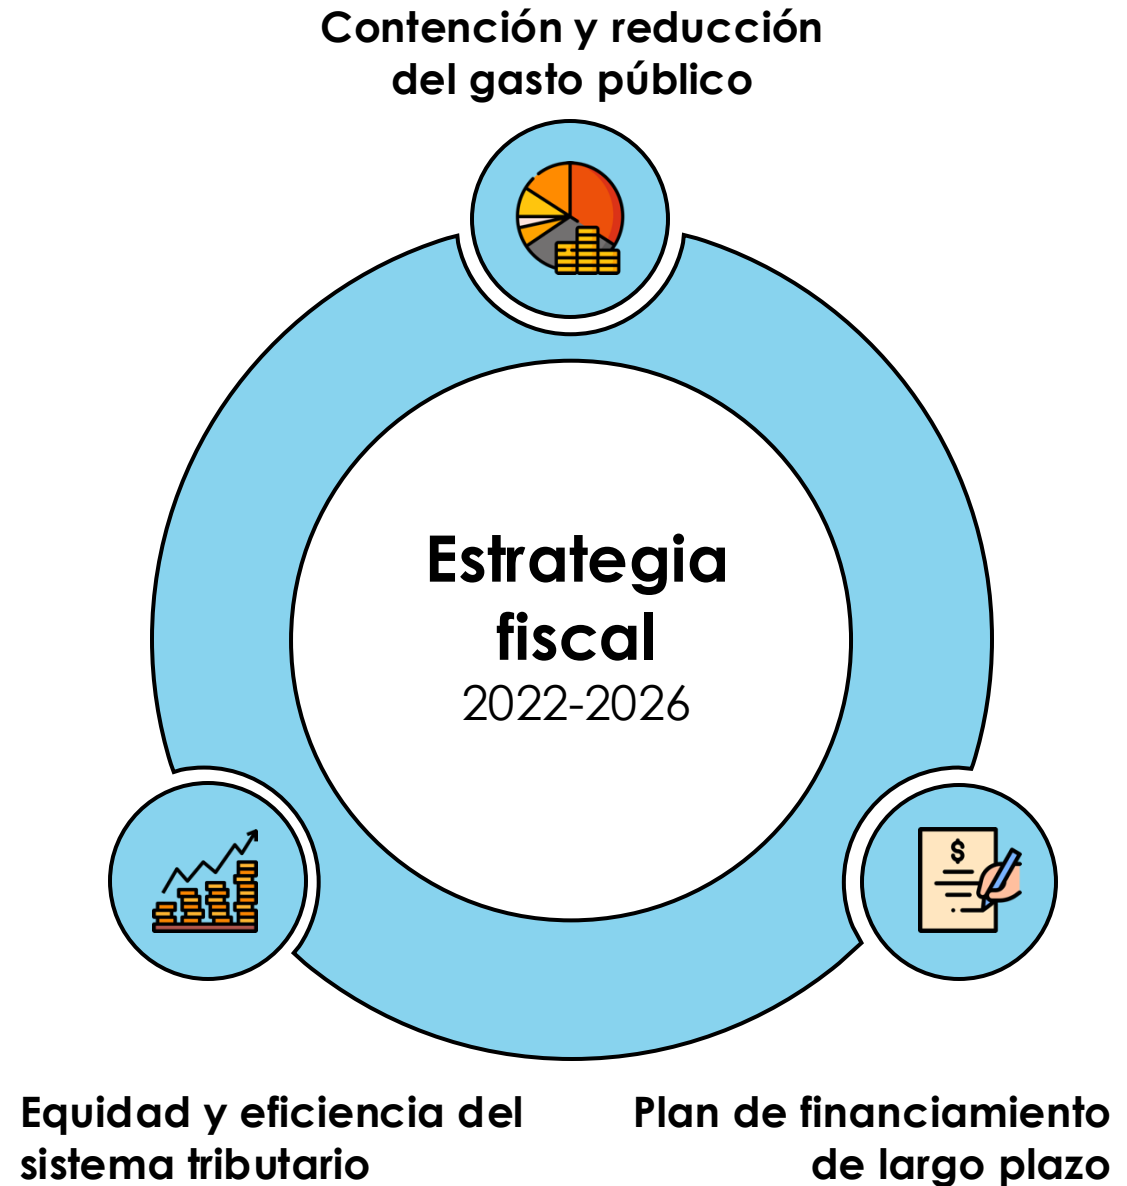 Contención y reducción
del gasto público
Estrategia
fiscal
2022-2026
$
Equidad y eficiencia del
sistema tributario
Plan de financiamiento
de largo plazo